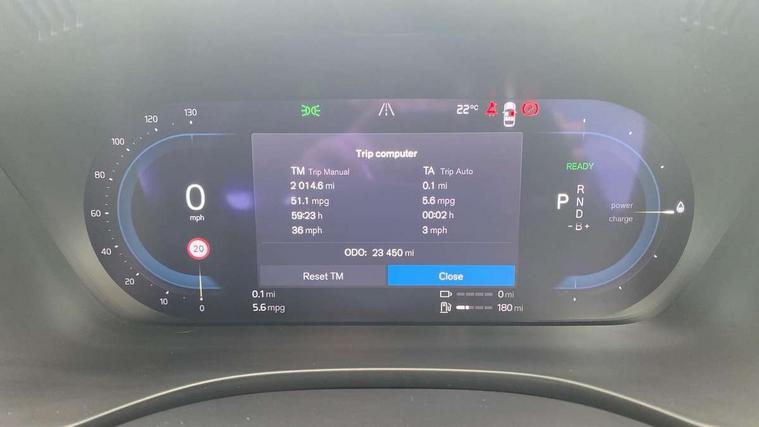 130
120
100
80
60
40
20
10
0
0
mph
20
22°C
Trip computer
TM Trip Manual TA Trip Auto
2 014.6 mi 0.1 mi
51.1 mpg 5.6 mpg
59:23 h 00:02 h
36 mph 3 mph
ODO: 23 450 mi
Reset TM Close
0.1 mi 0 mi
5.6 mpg 180 mi
READY
P R
N
D
- B +
power
charge